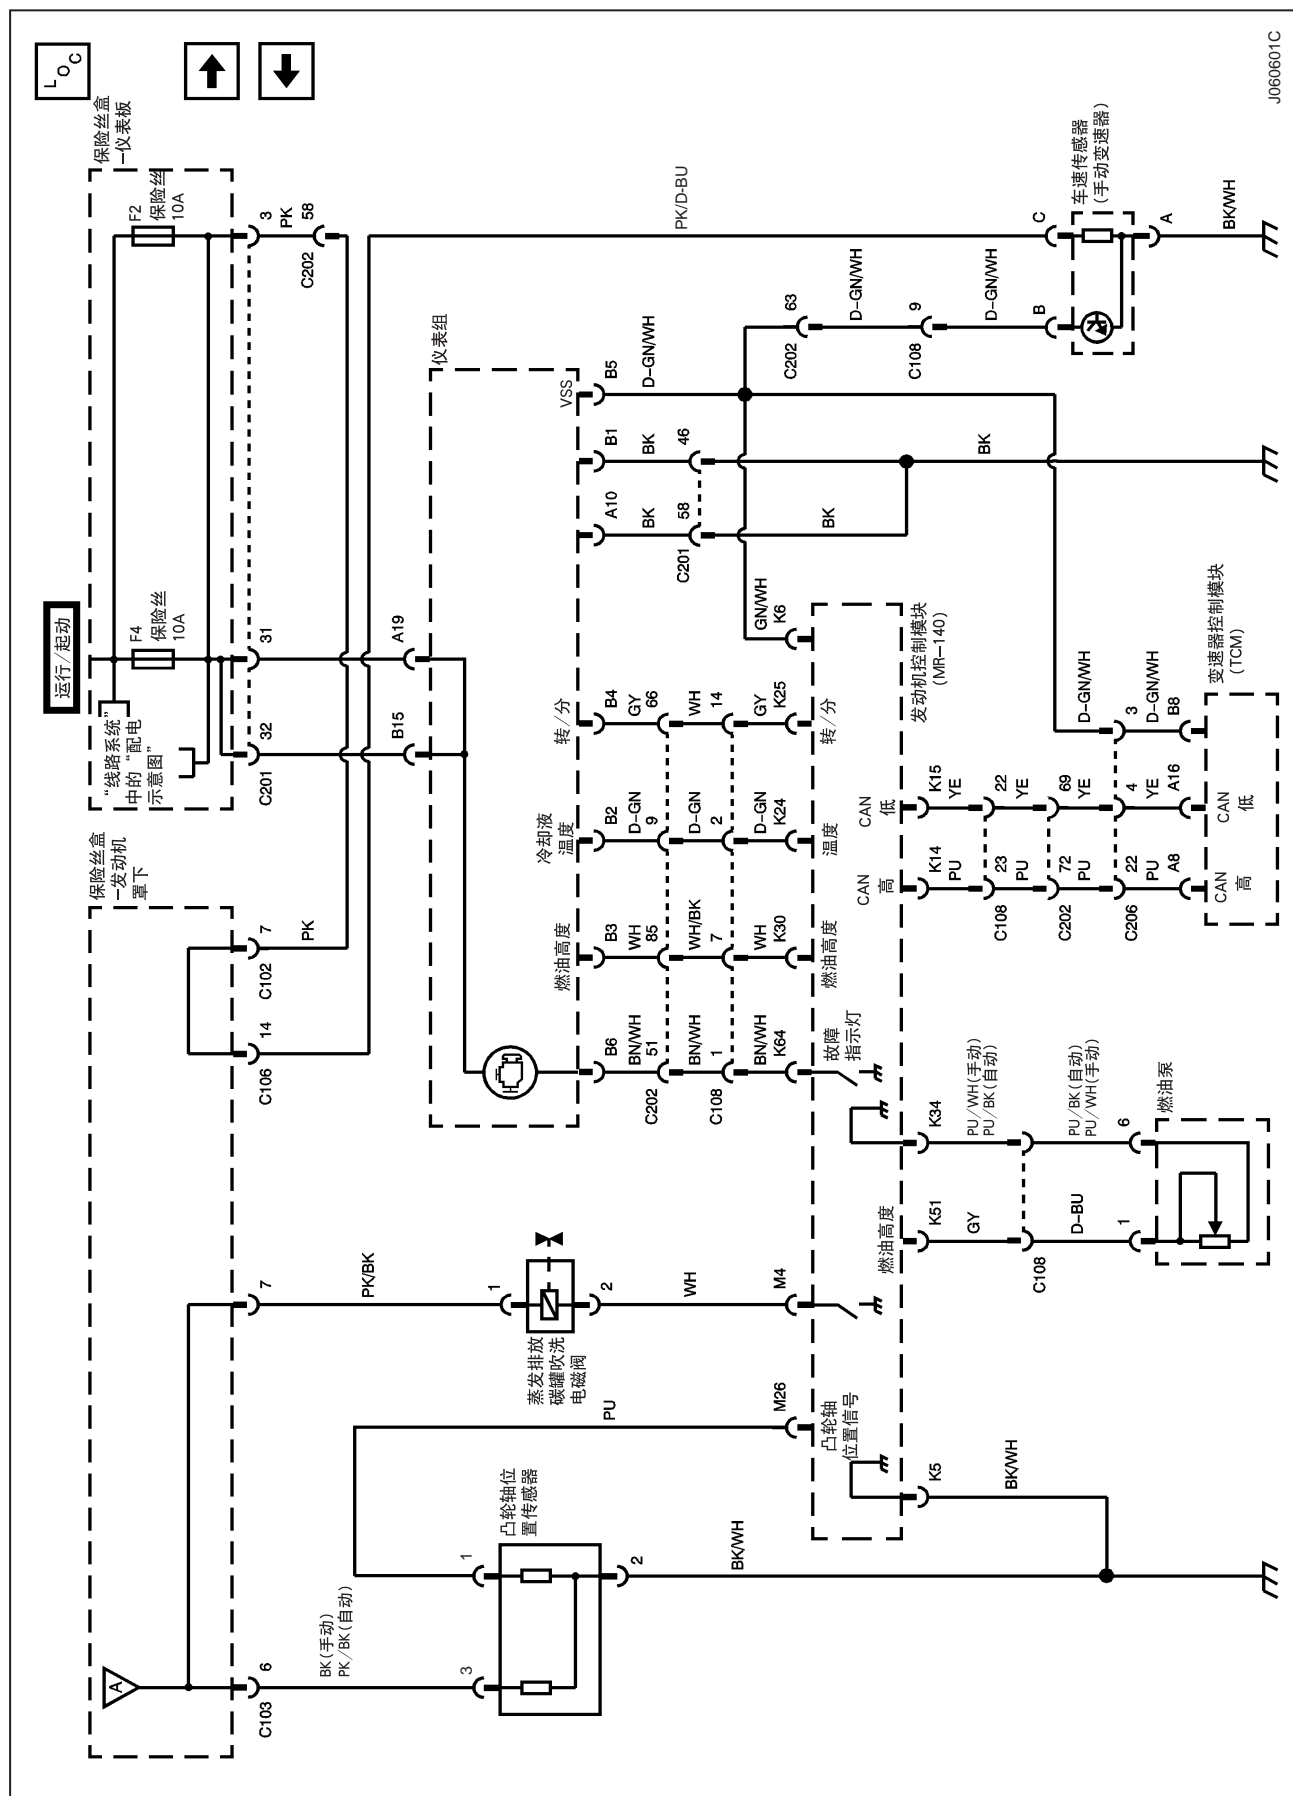 LOC
J060601C
运行/起动
保险丝盒
—仪表板
F2
保险丝
10A
F4
保险丝
10A
“线路系统”
中的“配电
示意图”
保险丝盒
—发动机
罩下
A
C103
6
7
C106
14
C102
7
C201
32
31
3
PK
58
C202
PK
PK/D-BU
B15
A19
仪表组
VSS
B5
D-GN/WH
B1
BK
46
A10
BK
58
C201
BK
BK
C202
63
D-GN/WH
C108
9
D-GN/WH
B
C
车速传感器
(手动变速器)
A
BK/WH
转/分
B4
GY
66
WH
14
GY
K25
转/分
GN/WH
K6
冷却液
温度
B2
D-GN
9
D-GN
2
D-GN
K24
温度
燃油高度
B3
WH
85
WH/BK
7
WH
K30
燃油高度
B6
BN/WH
51
C202
BN/WH
1
C108
BN/WH
K64
故障
指示灯
发动机控制模块
(MR-140)
CAN
低
K15
YE
22
YE
69
YE
4
YE
A16
CAN
低
CAN
高
K14
PU
23
PU
72
PU
22
PU
A8
CAN
高
C108
C202
C206
D-GN/WH
3
D-GN/WH
B8
变速器控制模块
(TCM)
K34
PU/WH(手动)
PU/BK(自动)
PU/BK(自动)
PU/WH(手动)
6
燃油泵
燃油高度
K51
GY
C108
D-BU
1
PK/BK
1
蒸发排放
碳罐吹洗
电磁阀
2
WH
M4
PU
M26
凸轮轴
位置信号
K5
BK/WH
凸轮轴位
置传感器
1
3
2
BK/WH
BK(手动)
PK/BK(自动)